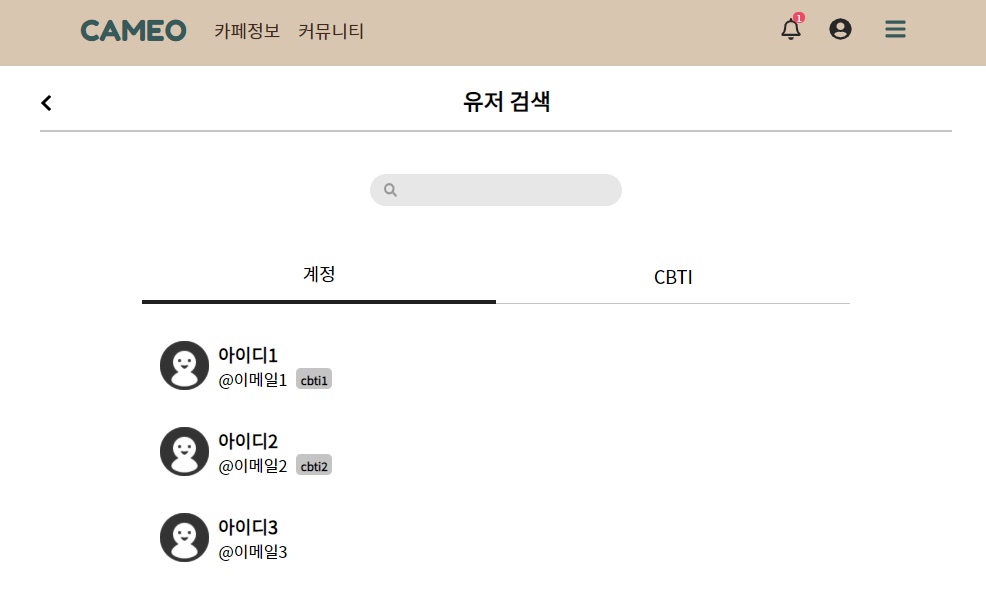 CAMEO 카페정보 커뮤니티 1
유저 검색
계정 CBTI
아이디1
@이메일1 cbti1
아이디2
@이메일2 cbti2
아이디3
@이메일3